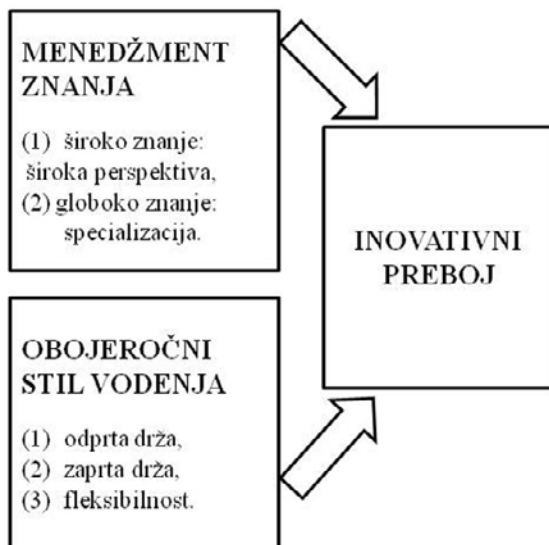 MENEDŽMENT
ZNANJA
(1) široko znanje:
široka perspektiva,
(2) globoko znanje:
specializacija.
INOVATIVNI
PREBOJ
OBOJEROČNI
STIL VODENJA
(1) odprta drža,
(2) zaprta drža,
(3) fleksibilnost.